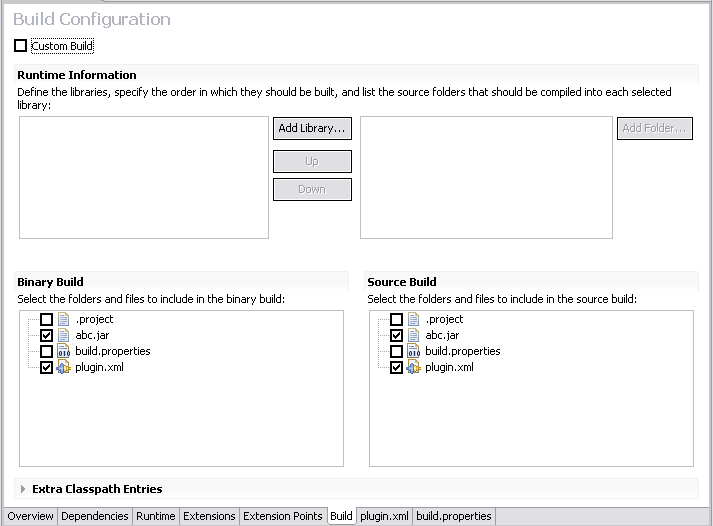 Build Configuration
Custom Build
Runtime Information
Define the libraries, specify the order in which they should be built, and list the source folders that should be compiled into each selected
library:
Add Library...
Add Folder...
Up
Down
Binary Build
Select the folders and files to include in the binary build:
.project
abc.jar
010 build.properties
plugin.xml
Source Build
Select the folders and files to include in the source build:
.project
abc.jar
010 build.properties
plugin.xml
Extra Classpath Entries
Overview Dependencies Runtime Extensions Extension Points Build plugin.xml build.properties